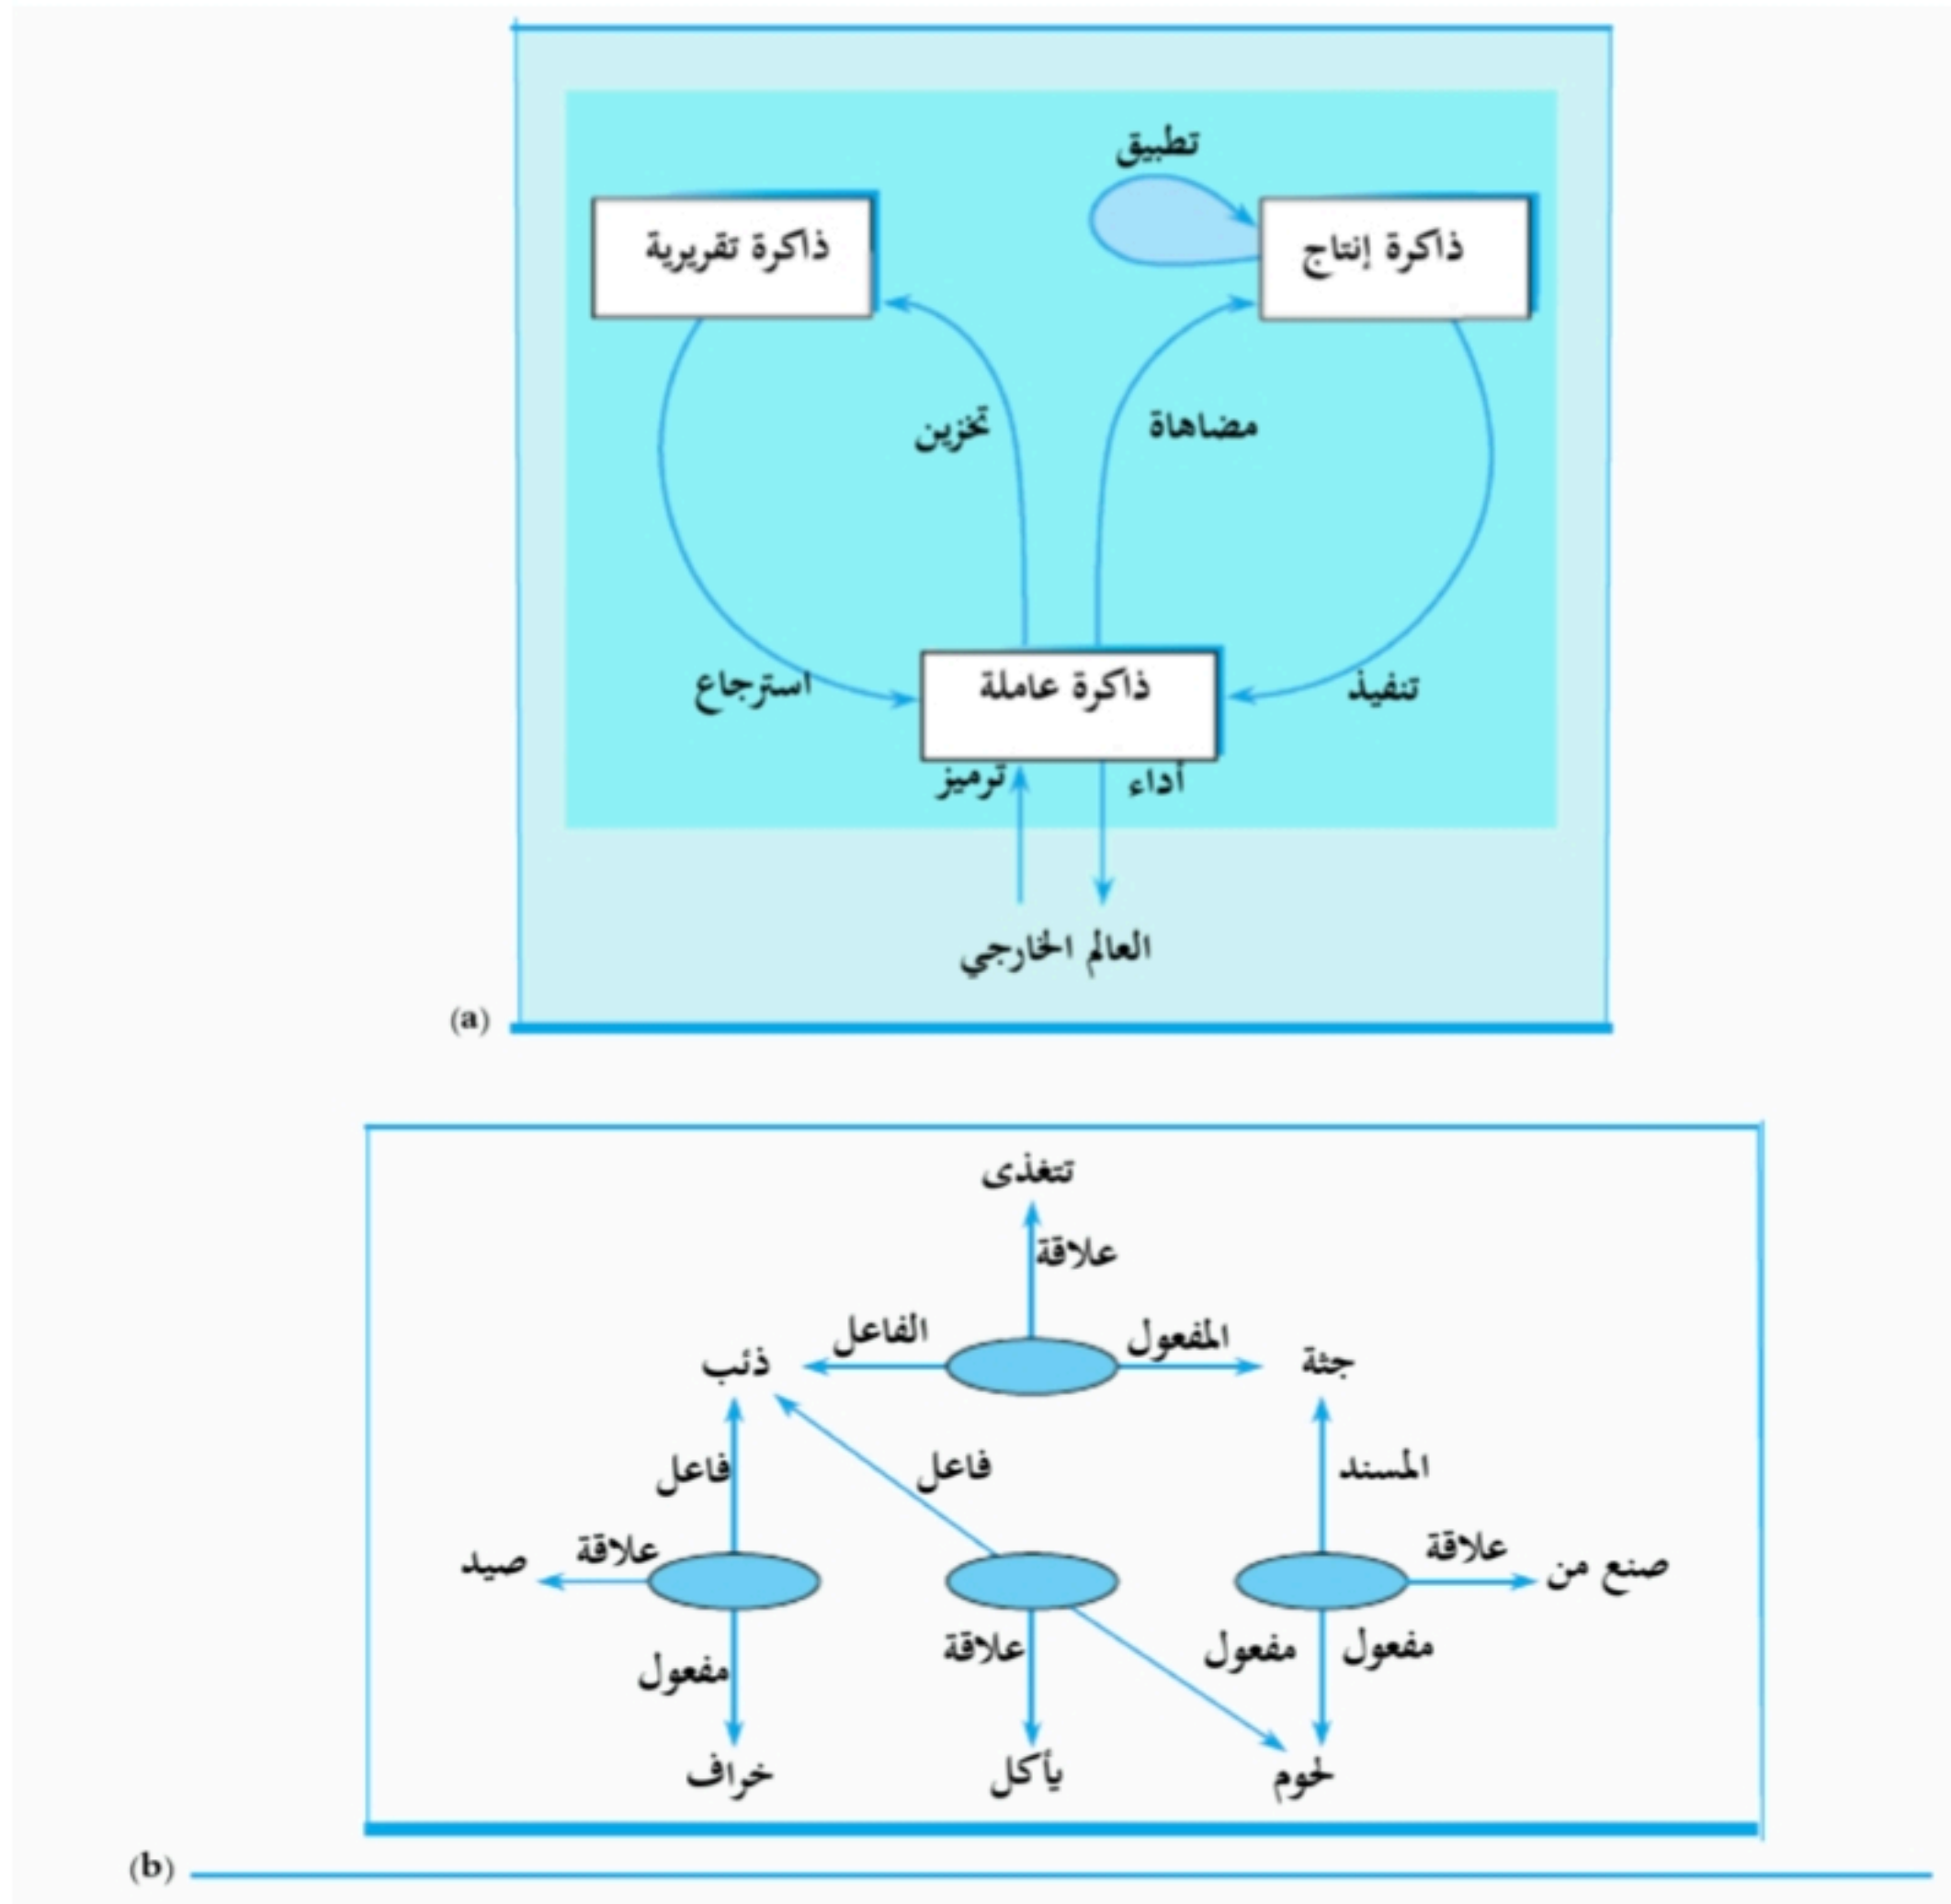 تطبيق
ذاكرة إنتاج
ذاكرة تقريرية
مضاهاة
تخزين
ذاكرة عاملة
تنفيذ
استرجاع
أداء
ترميز
العالم الخارجي
(a)
تتغذى
علاقة
المفعول
الفاعل
جثة
ذئب
المسند
فاعل
فاعل
صنع من
علاقة
علاقة
صيد
مفعول
مفعول
علاقة
مفعول
لحوم
يأكل
خراف
(b)